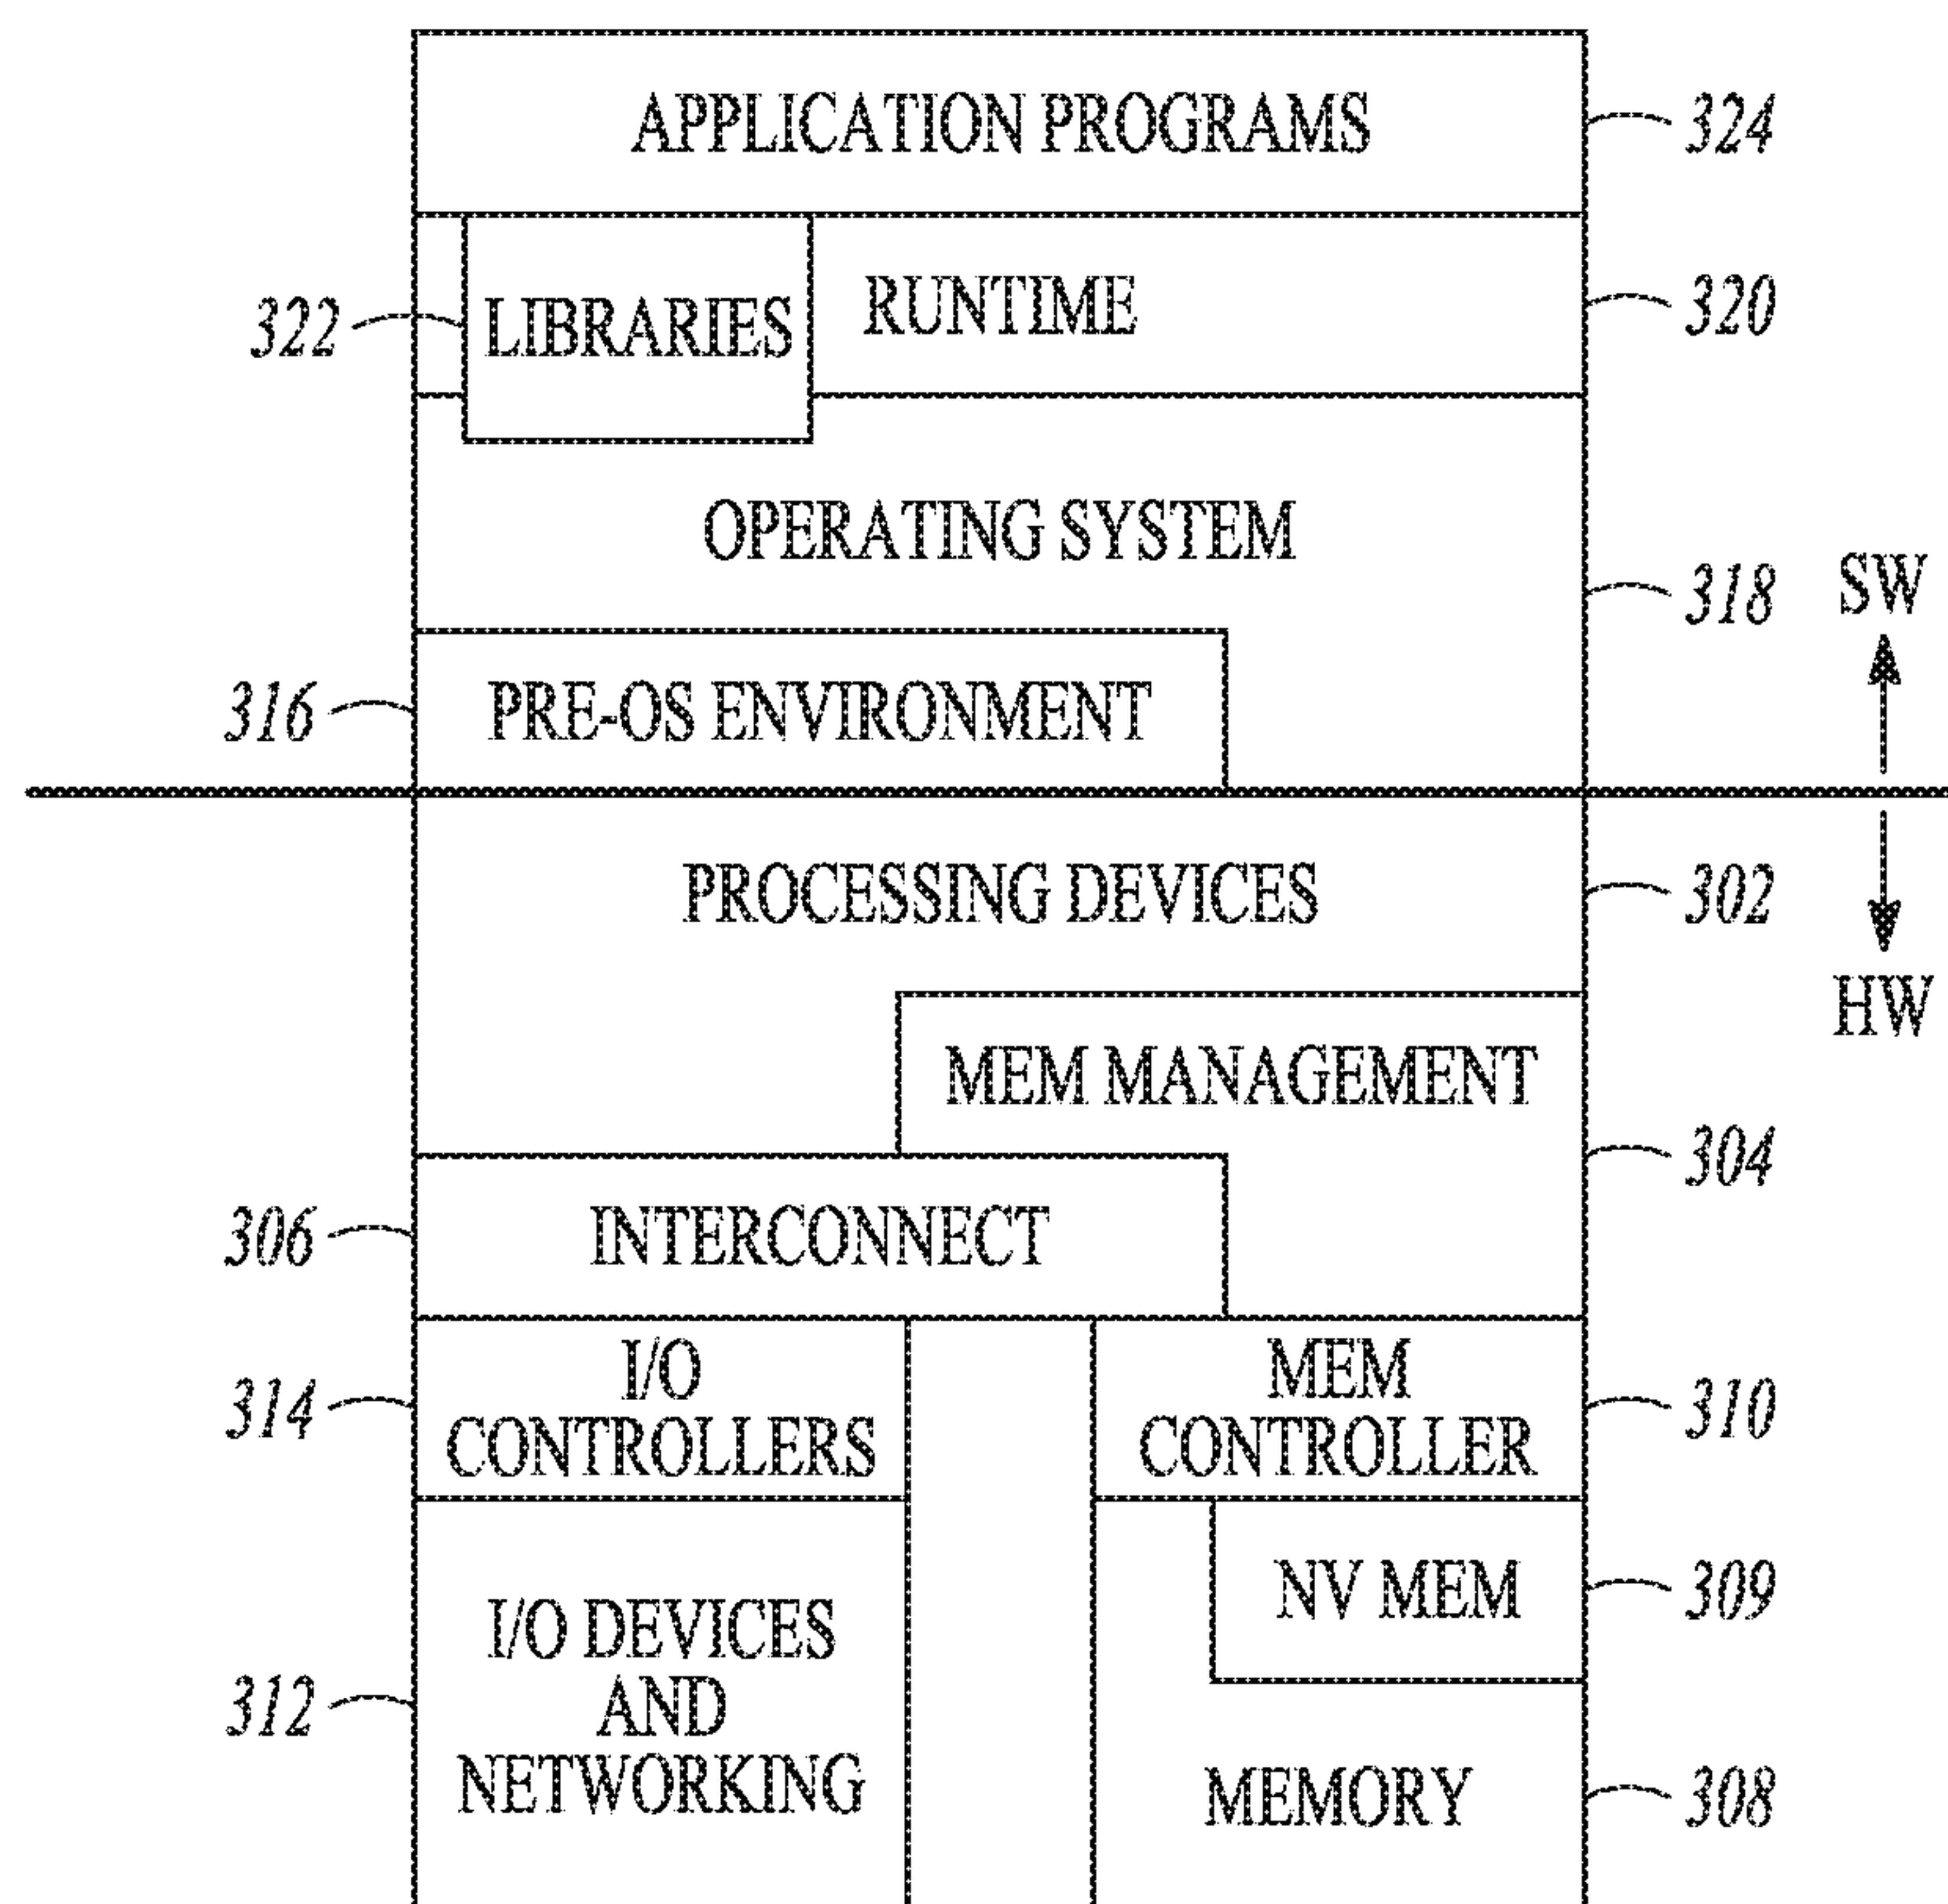 APPLICATION PROGRAMS
324
322
LIBRARIES
RUNTIME
320
OPERATING SYSTEM
318
SW
316
PRE-OS ENVIRONMENT
PROCESSING DEVICES
302
HW
MEM MANAGEMENT
304
306
INTERCONNECT
314
I/O
CONTROLLERS
MEM
CONTROLLER
310
NV MEM
309
312
I/O DEVICES
AND
NETWORKING
MEMORY
308